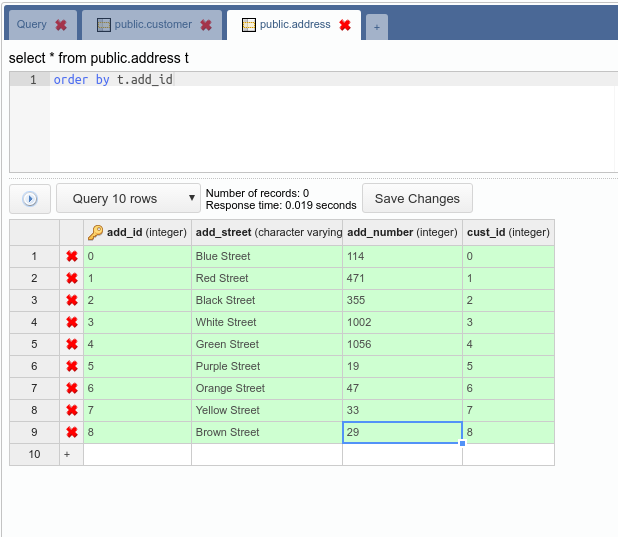 Query public.customer public.address +
select * from public.address t
1 order by t.add_id
Query 10 rows
Number of records: 0
Response time: 0.019 seconds
Save Changes
add_id (integer) add_street (character varying add_number (integer) cust_id (integer)
1 0 Blue Street 114 0
2 1 Red Street 471 1
3 2 Black Street 355 2
4 3 White Street 1002 3
5 4 Green Street 1056 4
6 5 Purple Street 19 5
7 6 Orange Street 47 6
8 7 Yellow Street 33 7
9 8 Brown Street 29 8
10 +